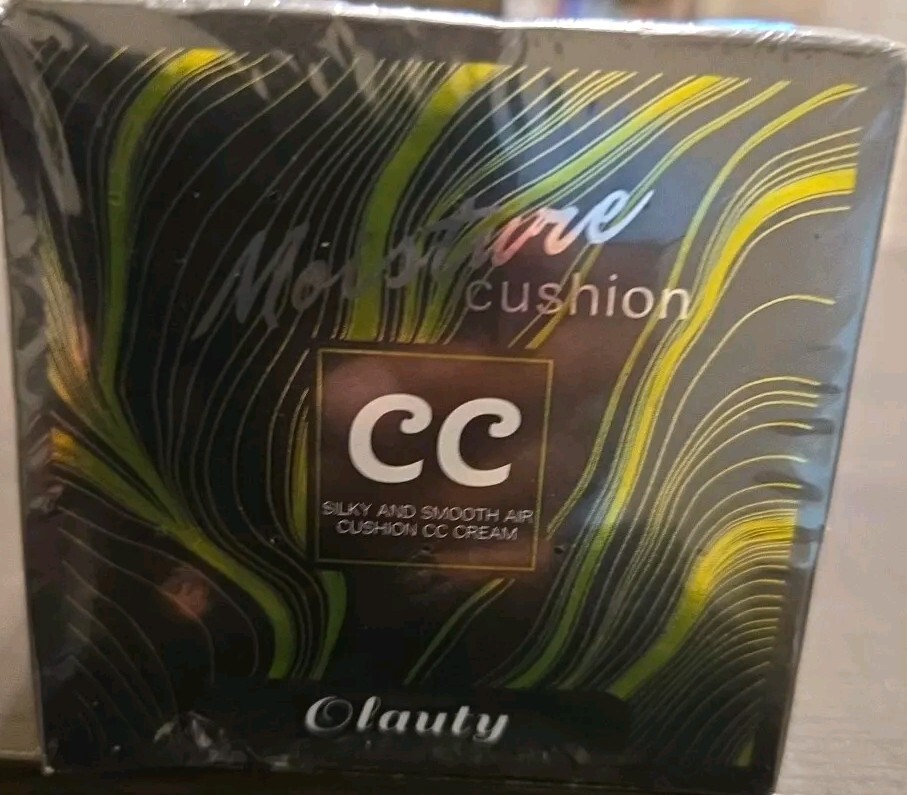 Moisture
cushion
CC
SILKY AND SMOOTH AIR
CUSHION CC CREAM
Olauty